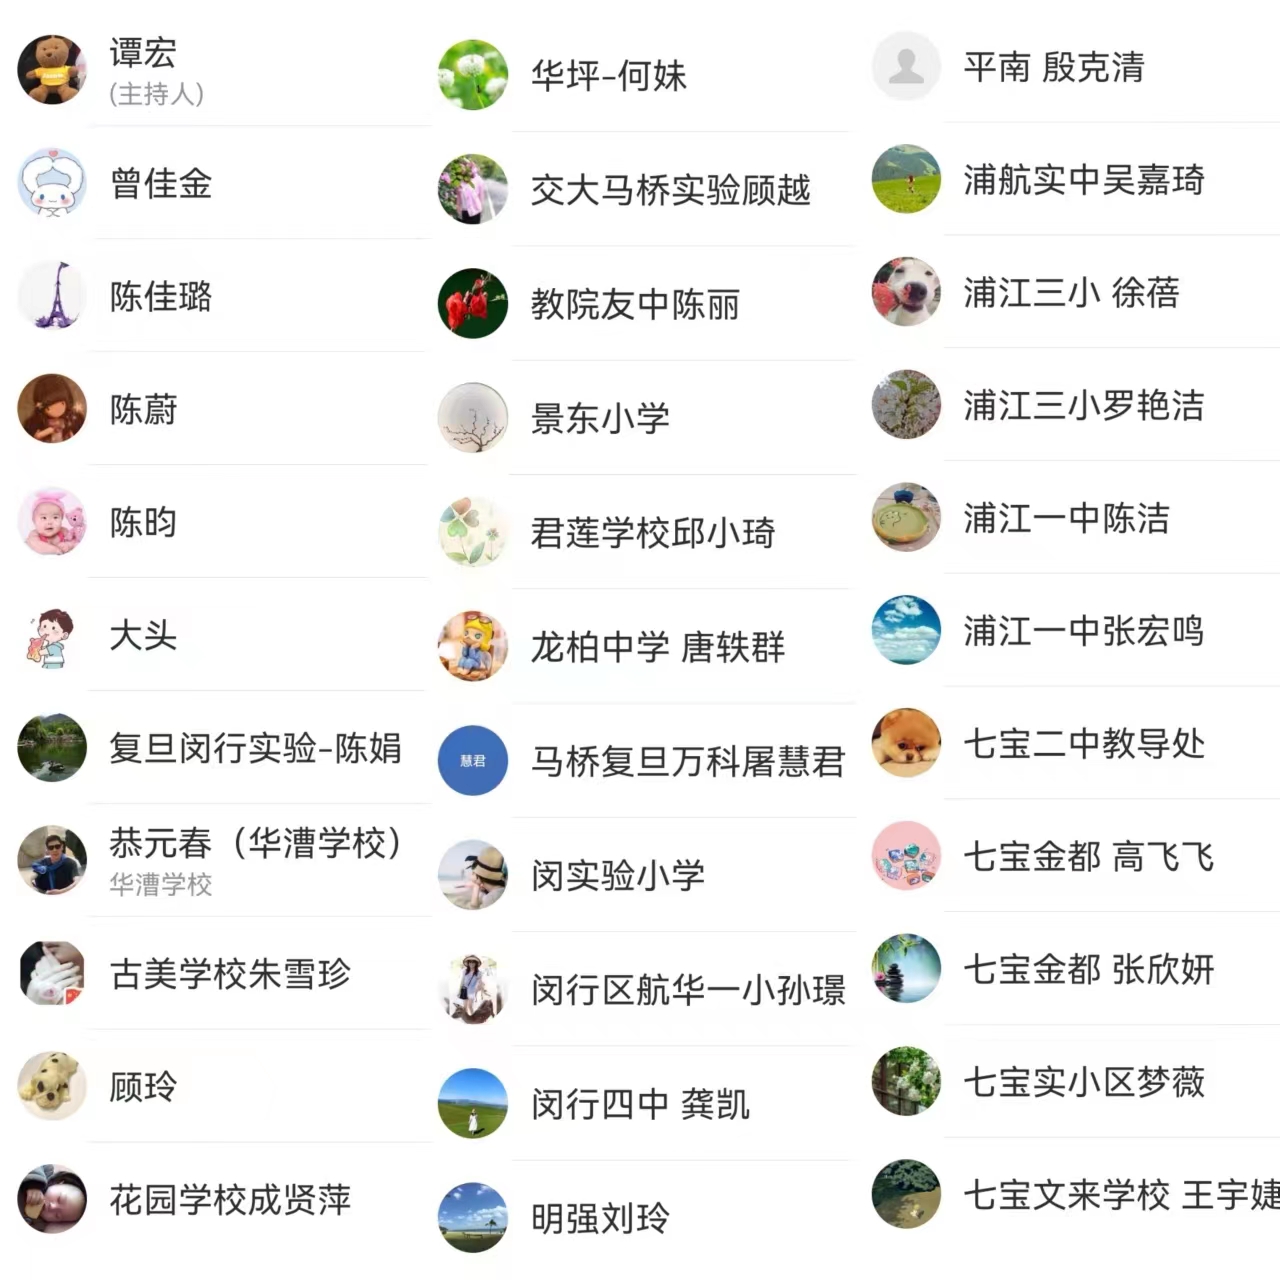 谭宏
(主持人)
曾佳金
陈佳璐
陈蔚
陈昀
大头
复旦闵行实验-陈娟
恭元春（华漕学校）
华漕学校
古美学校朱雪珍
顾玲
花园学校成贤萍
华坪-何妹
交大马桥实验顾越
教院友中陈丽
景东小学
君莲学校邱小琦
龙柏中学 唐轶群
慧君
马桥复旦万科屠慧君
闵实验小学
闵行区航华一小孙璟
闵行四中 龚凯
明强刘玲
平南 殷克清
浦航实中吴嘉琦
浦江三小 徐蓓
浦江三小罗艳洁
浦江一中陈洁
浦江一中张宏鸣
七宝二中教导处
七宝金都 高飞飞
七宝金都 张欣妍
七宝实小区梦薇
七宝文来学校 王宇婕